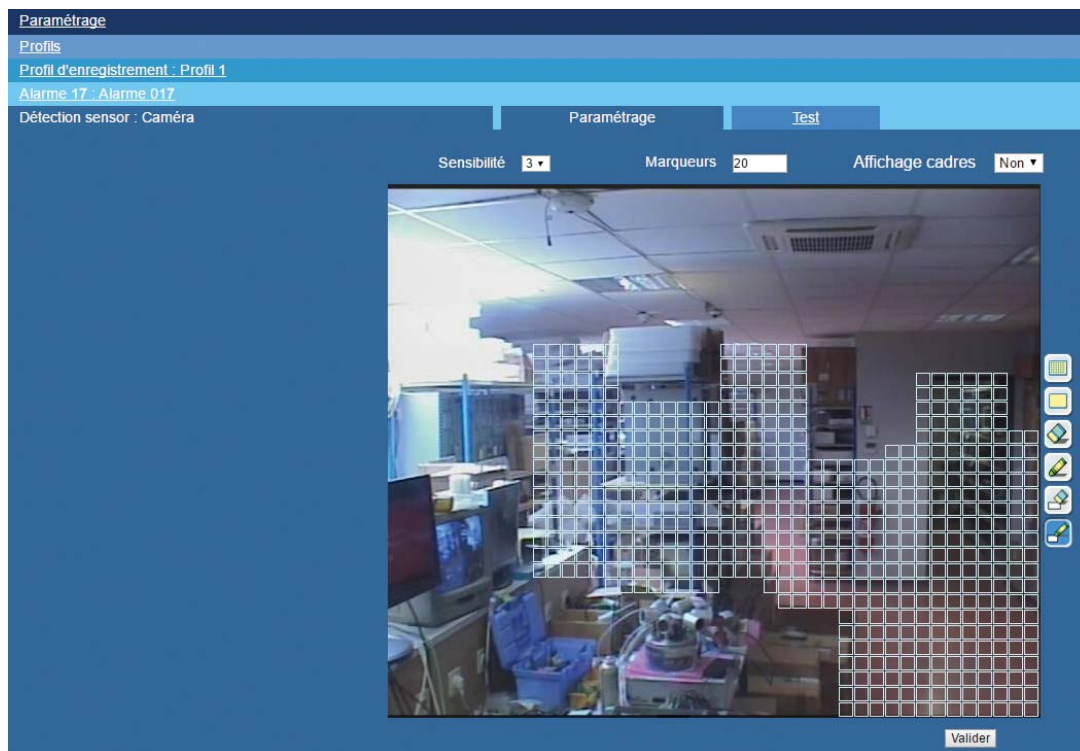 Paramétrage
Profils
Profil d'enregistrement : Profil 1
Alarme 17 : Alarme 017
Détection sensor : Caméra Paramétrage Test
Sensibilité 3 Marqueurs 20 Affichage cadres Non
Valider